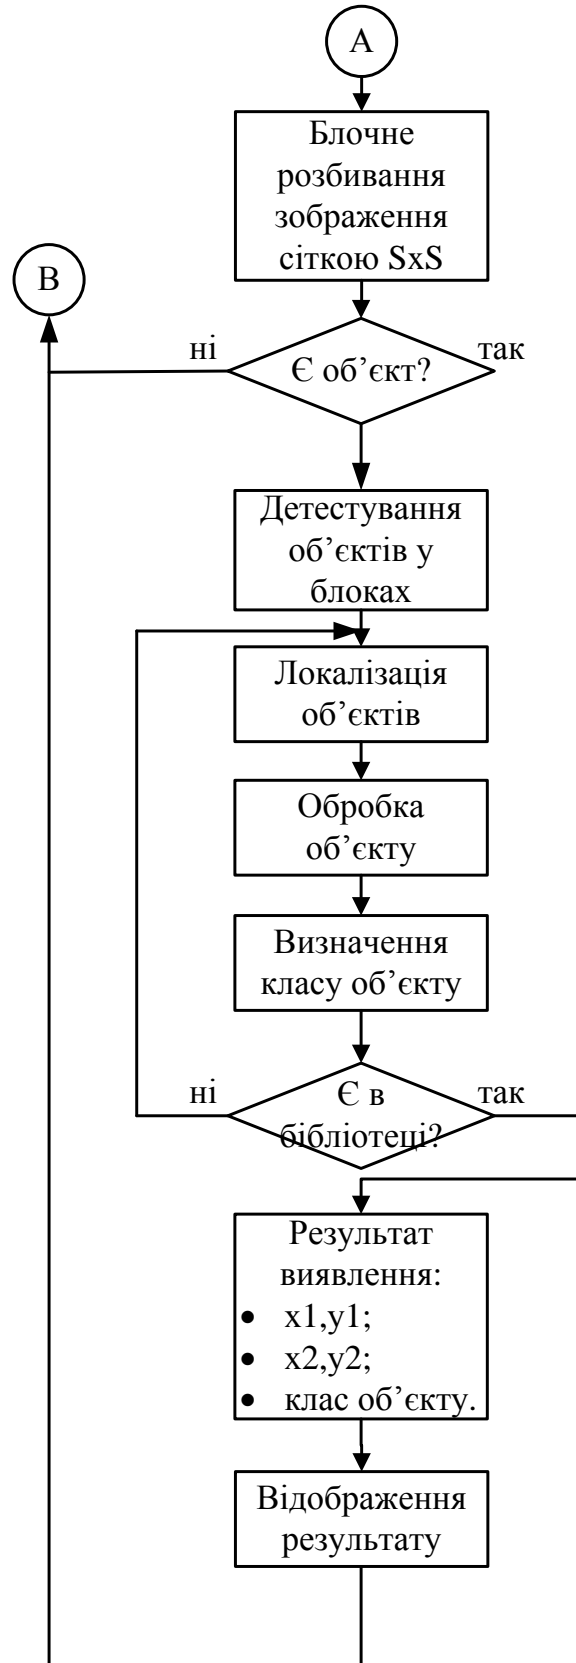 А
Блочне
розбивання
зображення
сіткою SxS
В
ні
так
Є об’єкт?
Детестування
об’єктів у
блоках
Локалізація
об’єктів
Обробка
об’єкту
Визначення
класу об’єкту
ні
так
Є в
бібліотеці?
Результат
виявлення:
• x1,y1;
• x2,y2;
• клас об’єкту.
Відображення
результату